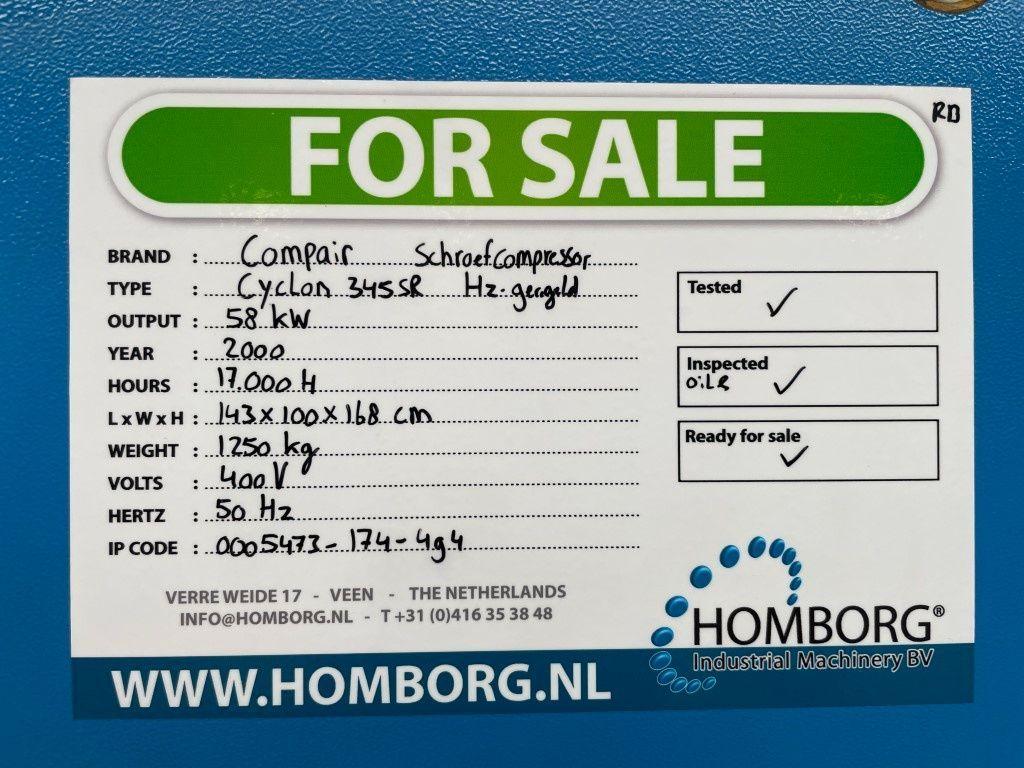 RD
FOR SALE
BRAND : Compair Schroefcompressor
TYPE : Cyclon 345SR Hz-geregeld
OUTPUT : 58 kW
YEAR : 2000
HOURS : 17.000 H
L x W x H : 143 x 100 x 168 cm
WEIGHT : 1250 kg
VOLTS : 400 V
HERTZ : 50 Hz
IP CODE : 0005473-174-4g4
Tested ✓
Inspected
✓
Ready for sale
✓
VERRE WEIDE 17 - VEEN - THE NETHERLANDS
INFO@HOMBORG.NL - T +31 (0)416 35 38 48
HOMBORG®
Industrial Machinery BV
WWW.HOMBORG.NL